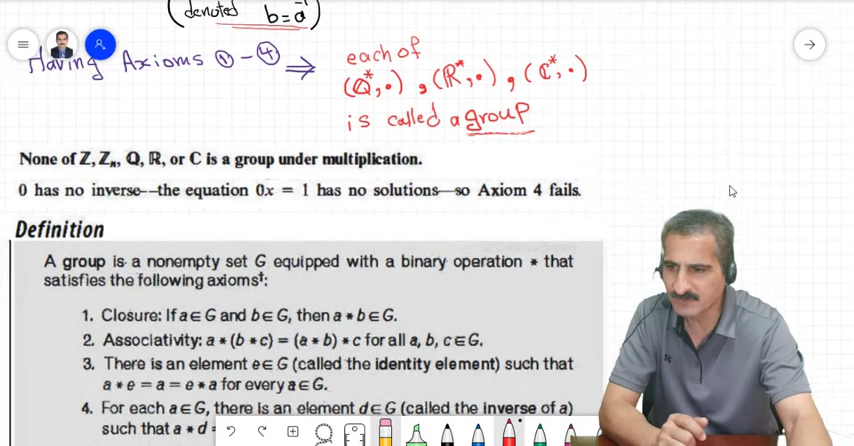 (denoted b=a⁻¹)
Having Axioms ① - ④ ⟹ each of
(ℚ*, •) , (ℝ*, •) , (ℂ*, •)
is called a group
None of ℤ, ℤₙ, ℚ, ℝ, or C is a group under multiplication.
0 has no inverse--the equation 0x = 1 has no solutions—so Axiom 4 fails.
Definition
A group is a nonempty set G equipped with a binary operation * that
satisfies the following axioms†:
1. Closure: If a∈G and b∈G, then a * b∈G.
2. Associativity: a * (b * c) = (a * b) * c for all a, b, c∈G.
3. There is an element e∈G (called the identity element) such that
a * e = a = e * a for every a∈G.
4. For each a∈G, there is an element d∈G (called the inverse of a)
such that a * d =